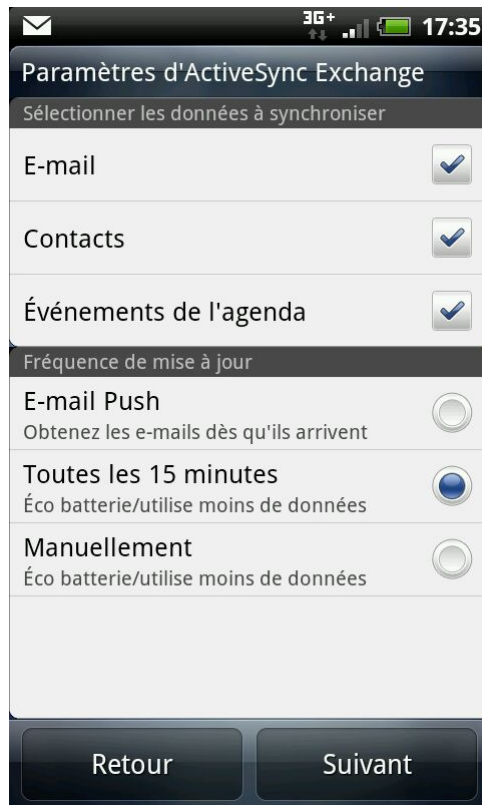 3G+ 17:35
Paramètres d'ActiveSync Exchange
Sélectionner les données à synchroniser
E-mail
Contacts
Événements de l'agenda
Fréquence de mise à jour
E-mail Push
Obtenez les e-mails dès qu'ils arrivent
Toutes les 15 minutes
Éco batterie/utilise moins de données
Manuellement
Éco batterie/utilise moins de données
Retour Suivant